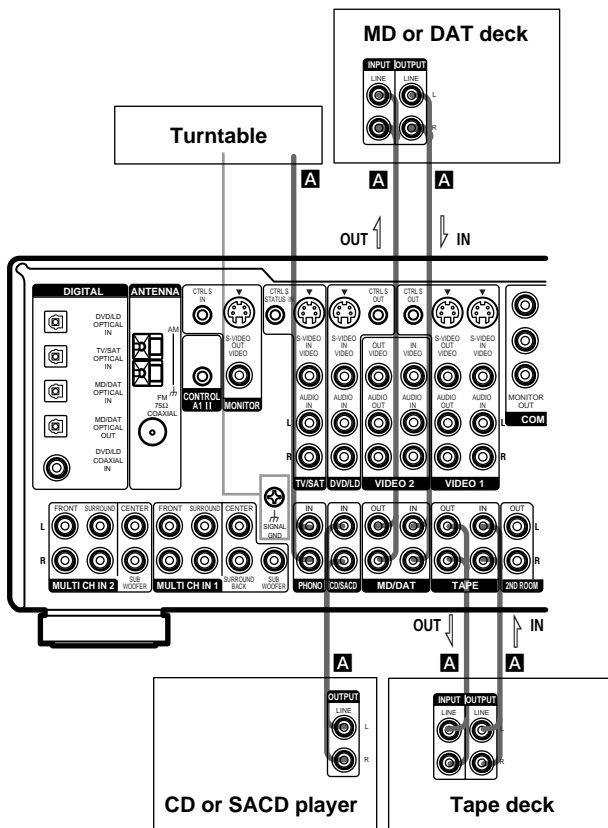 MD or DAT deck
INPUT OUTPUT
LINE LINE
L
R
Turntable
A A A
OUT IN
DIGITAL
DVD/LD OPTICAL IN
TV/SAT OPTICAL IN
MD/DAT OPTICAL IN
MD/DAT OPTICAL OUT
DVD/LD COAXIAL IN
ANTENNA
AM
FM 75Ω COAXIAL
CTRL S IN
CONTROL A1 II
S-VIDEO OUT VIDEO
MONITOR
CTRL S STATUS IN
S-VIDEO IN VIDEO
AUDIO IN
L
R
TV/SAT
S-VIDEO IN VIDEO
AUDIO IN
DVD/LD
CTRL S OUT
CTRL S OUT
OUT VIDEO
IN VIDEO
AUDIO OUT
AUDIO IN
VIDEO 2
S-VIDEO OUT VIDEO
S-VIDEO IN VIDEO
AUDIO OUT
AUDIO IN
L
R
VIDEO 1
MONITOR OUT
COM
SIGNAL GND
L
R
FRONT SURROUND CENTER
MULTI CH IN 2
SUB WOOFER
FRONT SURROUND CENTER
MULTI CH IN 1
SURROUND BACK
SUB WOOFER
IN
PHONO
IN
CD/SACD
OUT IN
MD/DAT
OUT IN
TAPE
OUT
L
R
2ND ROOM
OUT IN
A A A
OUTPUT
LINE
L
R
CD or SACD player
INPUT OUTPUT
LINE LINE
L
R
Tape deck